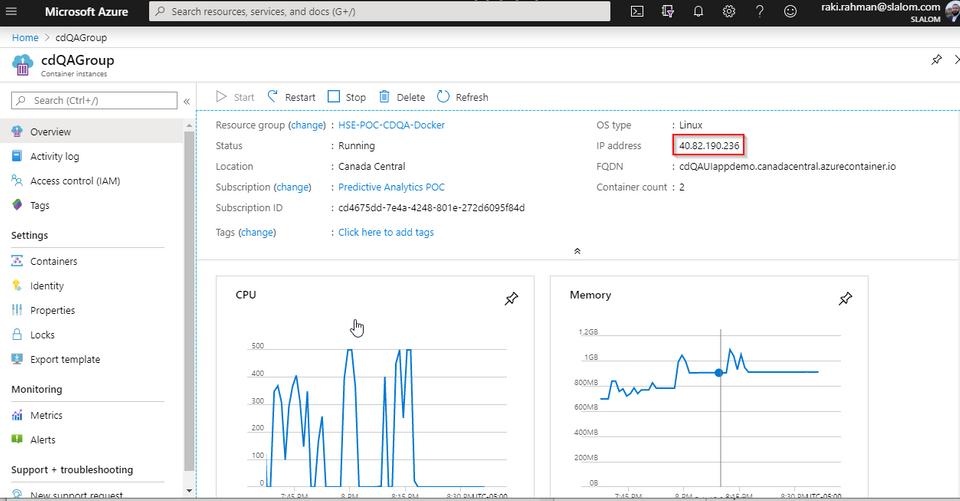 Microsoft Azure
Search resources, services, and docs (G+/)
raki.rahman@slalom.com
SLALOM
Home > cdQAGroup
cdQAGroup
Container instances
Search (Ctrl+/)
«
Start Restart Stop Delete Refresh
Overview
Activity log
Access control (IAM)
Tags
Settings
Containers
Identity
Properties
Locks
Export template
Monitoring
Metrics
Alerts
Support + troubleshooting
New support request
Resource group (change) : HSE-POC-CDQA-Docker
Status : Running
Location : Canada Central
Subscription (change) : Predictive Analytics POC
Subscription ID : cd4675dd-7e4a-4248-801e-272d6095f84d
Tags (change) : Click here to add tags
OS type : Linux
IP address : 40.82.190.236
FQDN : cdQAUIappdemo.canadacentral.azurecontainer.io
Container count : 2
CPU
500
400
300
200
100
0
7:45 PM 8 PM 8:15 PM 8:30 PM UTC-05:00
Memory
1.2GB
1GB
800MB
600MB
400MB
200MB
0B
7:45 PM 8 PM 8:45 PM UTC-05:00